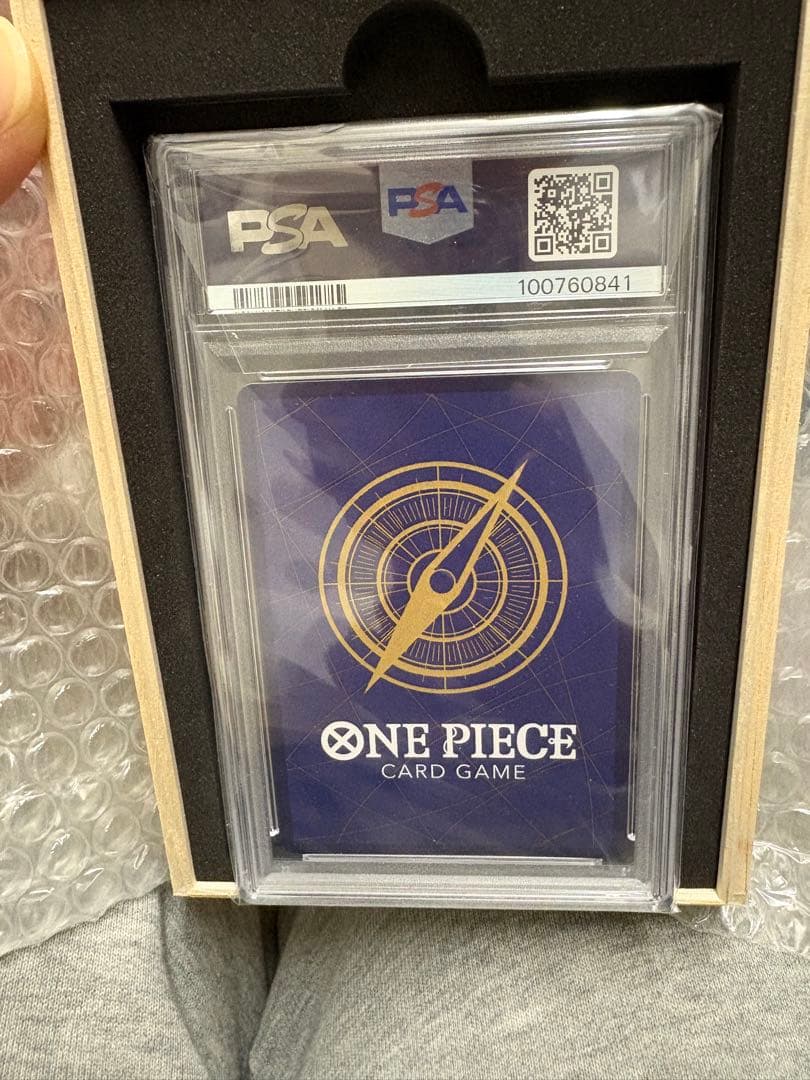 PSA
PSA
100760841
ONE PIECE
CARD GAME